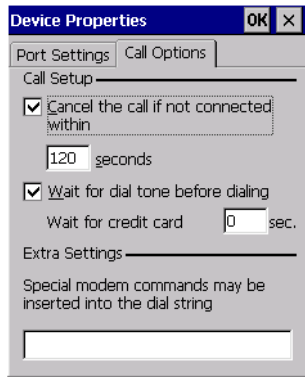 Device Properties OK ×
Port Settings Call Options
Call Setup
Cancel the call if not connected
within
120 seconds
Wait for dial tone before dialing
Wait for credit card 0 sec.
Extra Settings
Special modem commands may be
inserted into the dial string